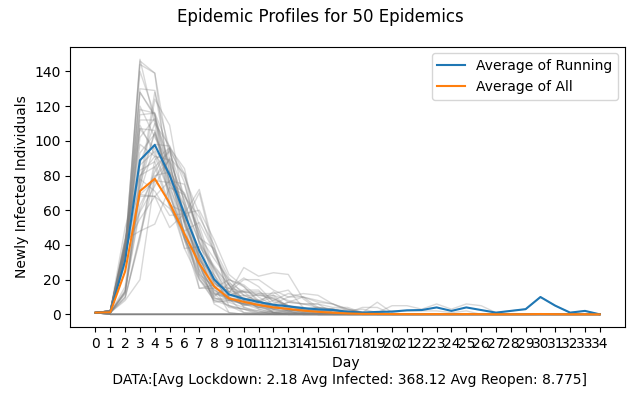 Epidemic Profiles for 50 Epidemics
Average of Running
Average of All
Newly Infected Individuals
140
120
100
80
60
40
20
0
0 1 2 3 4 5 6 7 8 9 10 11 12 13 14 15 16 17 18 19 20 21 22 23 24 25 26 27 28 29 30 31 32 33 34
Day
DATA:[Avg Lockdown: 2.18 Avg Infected: 368.12 Avg Reopen: 8.775]